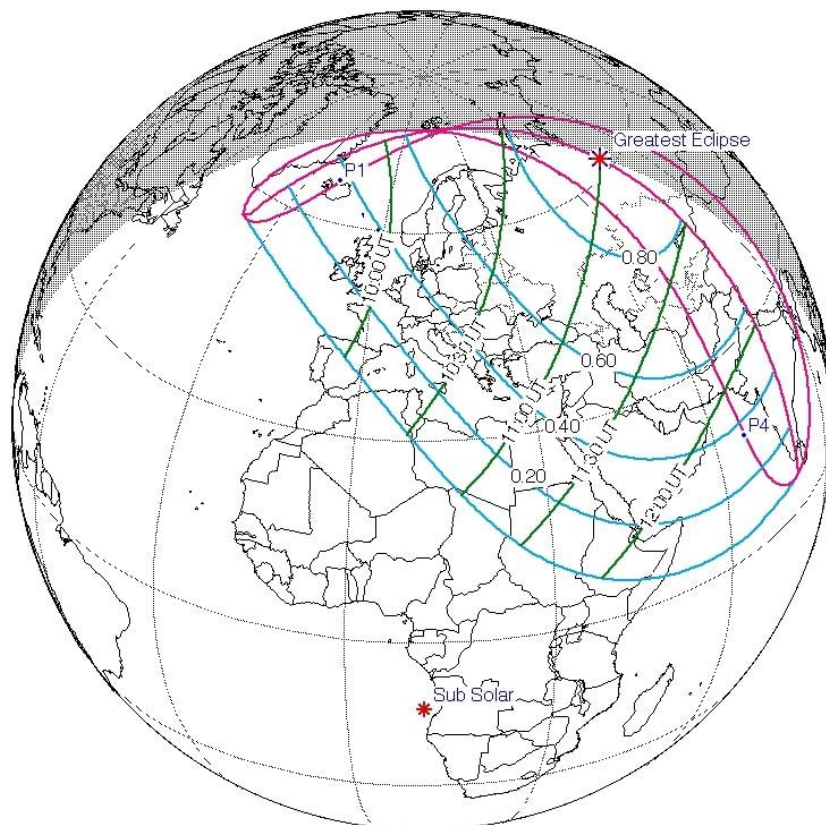 Greatest Eclipse
P1
0.80
10:00 UT
10:30 UT
0.60
11:00 UT
0.40
11:30 UT
P4
0.20
12:00 UT
Sub Solar